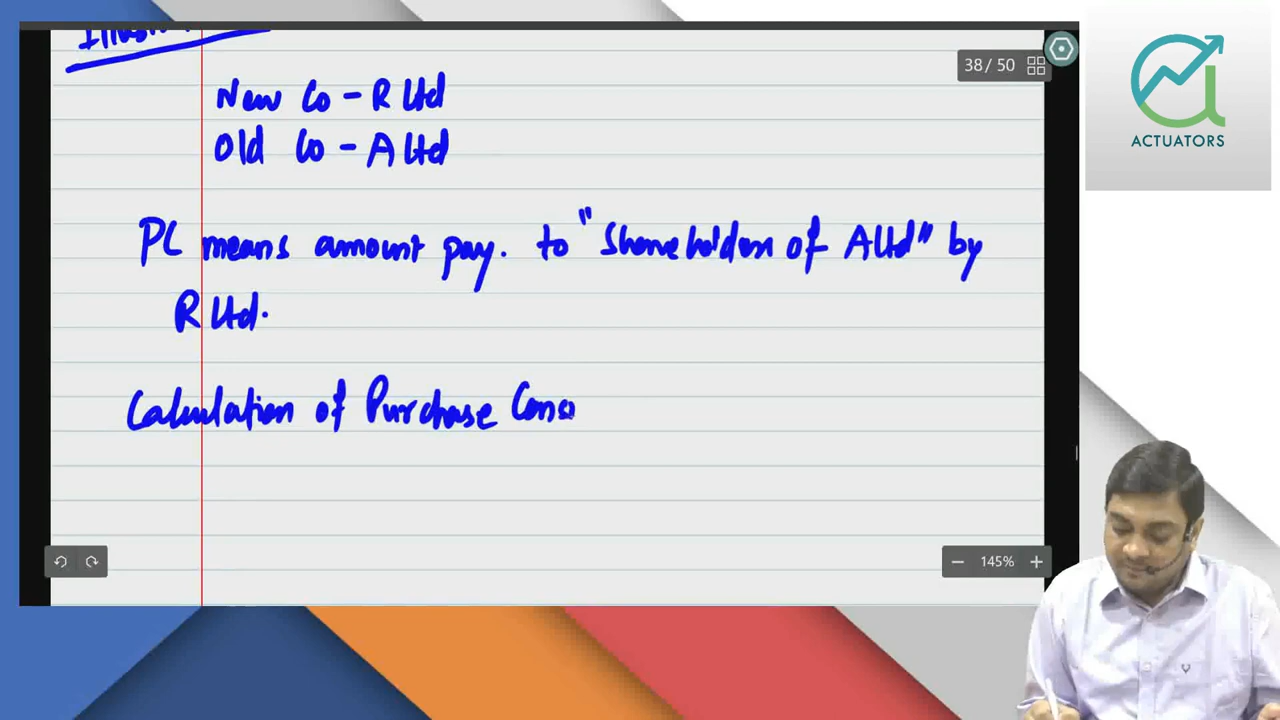 38 / 50
ACTUATORS
New Co - R Ltd
Old Co - A Ltd
PC means amount pay. to "Shareholders of A Ltd" by
R Ltd.
Calculation of Purchase Cons
145%